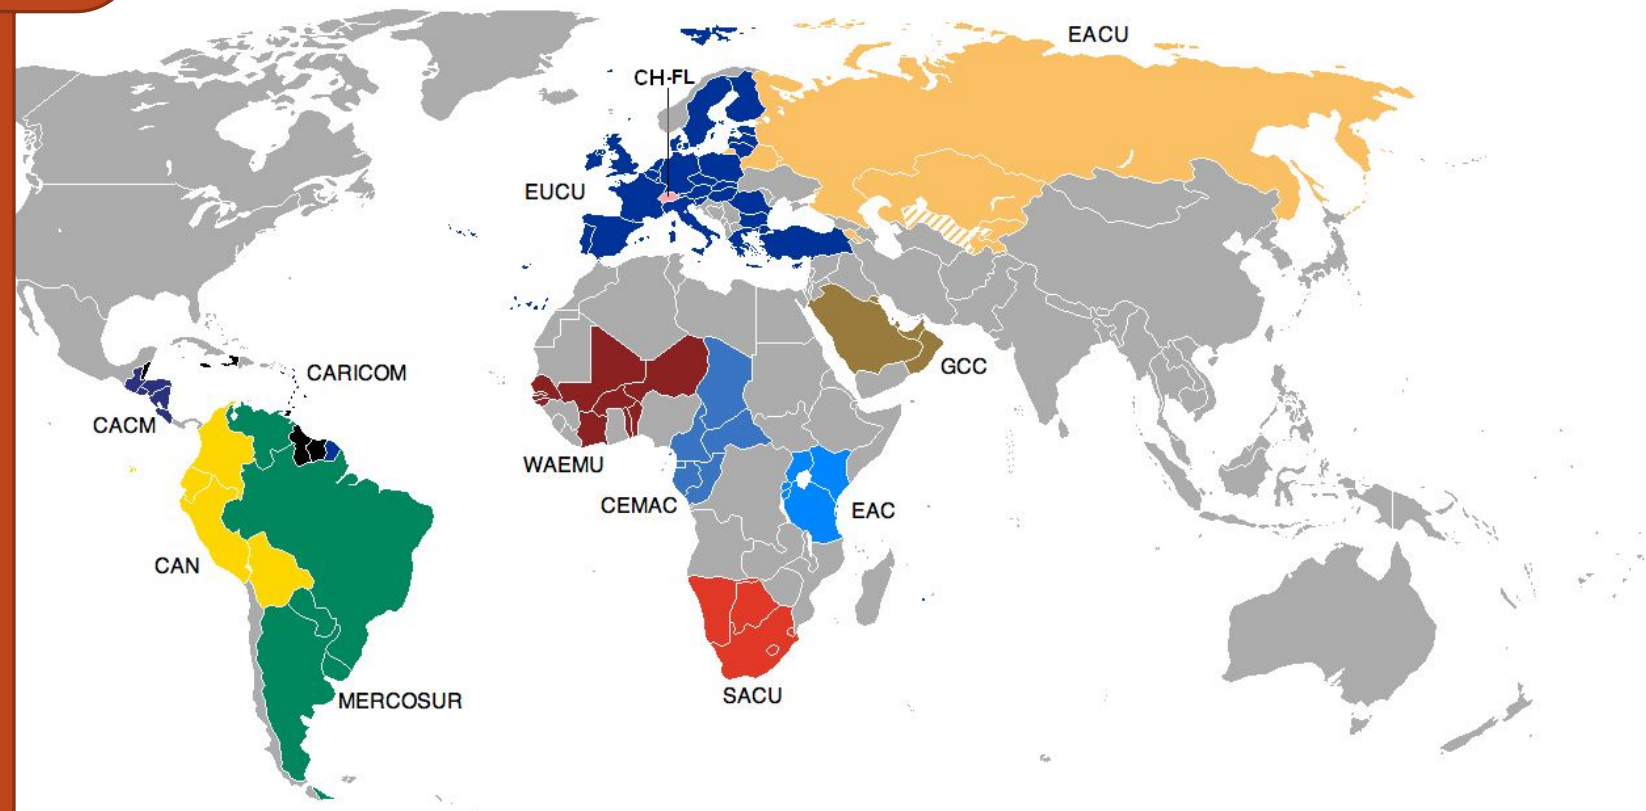 EACU
CH-FL
EUCU
CARICOM
GCC
CACM
WAEMU
CEMAC
EAC
CAN
SACU
MERCOSUR